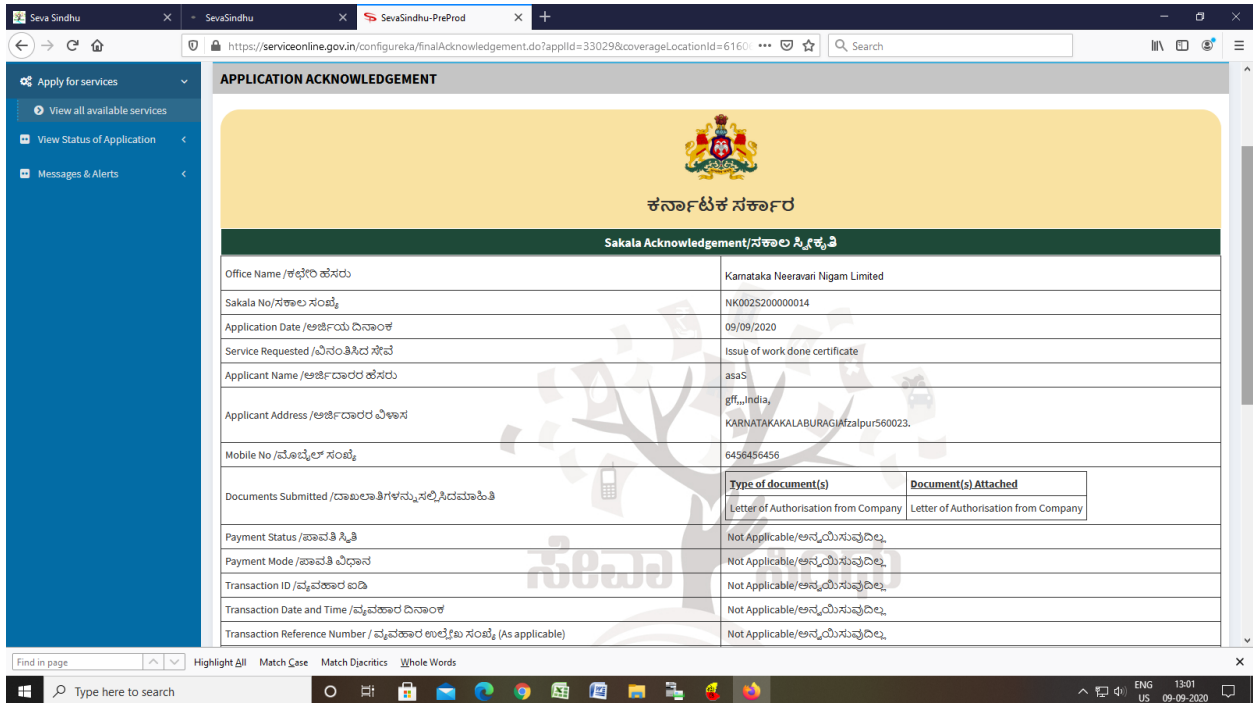 Seva Sindhu
SevaSindhu
SevaSindhu-PreProd
https://serviceonline.gov.in/configureka/finalAcknowledgement.do?applId=33029&coverageLocationId=6160
Search
Apply for services
View all available services
View Status of Application
Messages & Alerts
APPLICATION ACKNOWLEDGEMENT
ಕರ್ನಾಟಕ ಸರ್ಕಾರ
Sakala Acknowledgement/ಸಕಾಲ ಸ್ವೀಕೃತಿ
Office Name /ಕಛೇರಿ ಹೆಸರು Karnataka Neeravari Nigam Limited
Sakala No/ಸಕಾಲ ಸಂಖ್ಯೆ NK002S200000014
Application Date /ಅರ್ಜಿಯ ದಿನಾಂಕ 09/09/2020
Service Requested /ವಿನಂತಿಸಿದ ಸೇವೆ Issue of work done certificate
Applicant Name /ಅರ್ಜಿದಾರರ ಹೆಸರು asaS
Applicant Address /ಅರ್ಜಿದಾರರ ವಿಳಾಸ gff,,,India,
KARNATAKAKALABURAGIAfzalpur560023.
Mobile No /ಮೊಬೈಲ್ ಸಂಖ್ಯೆ 6456456456
Documents Submitted /ದಾಖಲಾತಿಗಳನ್ನು ಸಲ್ಲಿಸಿದಮಾಹಿತಿ
Type of document(s) Document(s) Attached
Letter of Authorisation from Company Letter of Authorisation from Company
Payment Status /ಪಾವತಿ ಸ್ಥಿತಿ Not Applicable/ಅನ್ವಯಿಸುವುದಿಲ್ಲ
Payment Mode /ಪಾವತಿ ವಿಧಾನ Not Applicable/ಅನ್ವಯಿಸುವುದಿಲ್ಲ
Transaction ID /ವ್ಯವಹಾರ ಐಡಿ Not Applicable/ಅನ್ವಯಿಸುವುದಿಲ್ಲ
Transaction Date and Time /ವ್ಯವಹಾರ ದಿನಾಂಕ Not Applicable/ಅನ್ವಯಿಸುವುದಿಲ್ಲ
Transaction Reference Number / ವ್ಯವಹಾರ ಉಲ್ಲೇಖ ಸಂಖ್ಯೆ (As applicable) Not Applicable/ಅನ್ವಯಿಸುವುದಿಲ್ಲ
ಸೇವಾ ಸಿಂಧು
Find in page Highlight All Match Case Match Diacritics Whole Words
Type here to search
ENG 13:01
US 09-09-2020